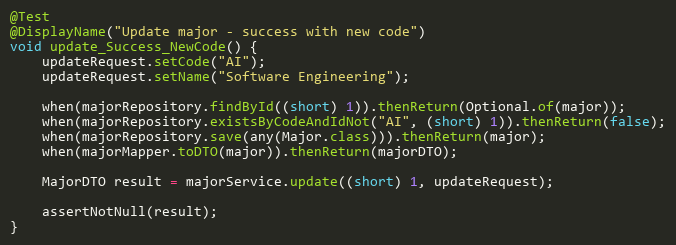 @Test
@DisplayName("Update major - success with new code")
void update_Success_NewCode() {
    updateRequest.setCode("AI");
    updateRequest.setName("Software Engineering");

    when(majorRepository.findById((short) 1)).thenReturn(Optional.of(major));
    when(majorRepository.existsByCodeAndIdNot("AI", (short) 1)).thenReturn(false);
    when(majorRepository.save(any(Major.class))).thenReturn(major);
    when(majorMapper.toDTO(major)).thenReturn(majorDTO);

    MajorDTO result = majorService.update((short) 1, updateRequest);

    assertNotNull(result);
}